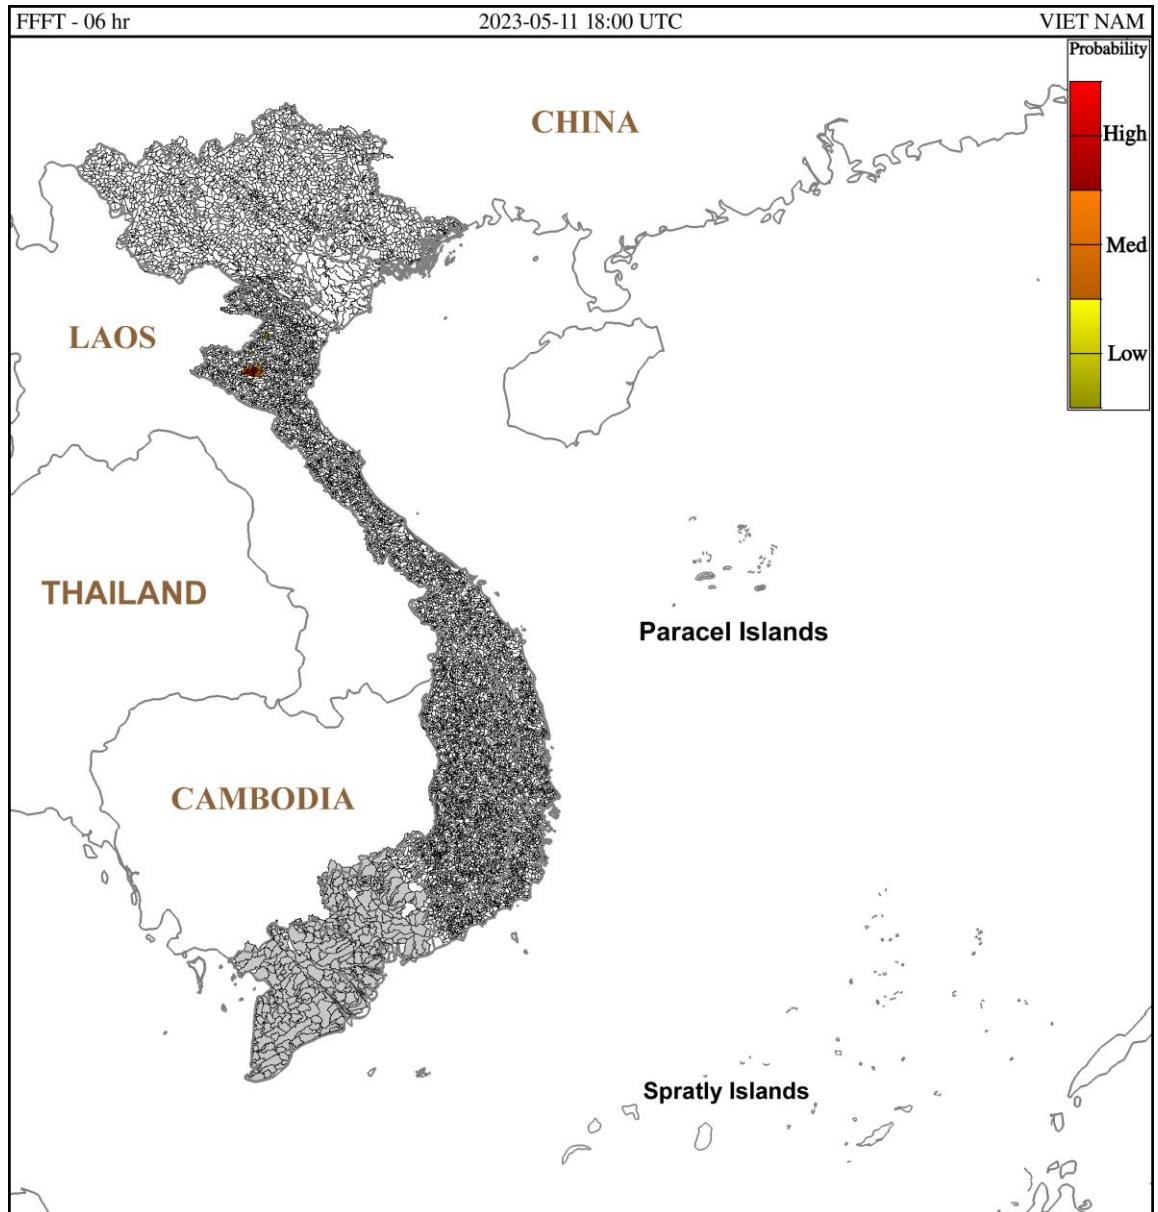 FFFT - 06 hr 2023-05-11 18:00 UTC VIET NAM
Probability
CHINA
High
Med
LAOS
Low
THAILAND
Paracel Islands
CAMBODIA
Spratly Islands